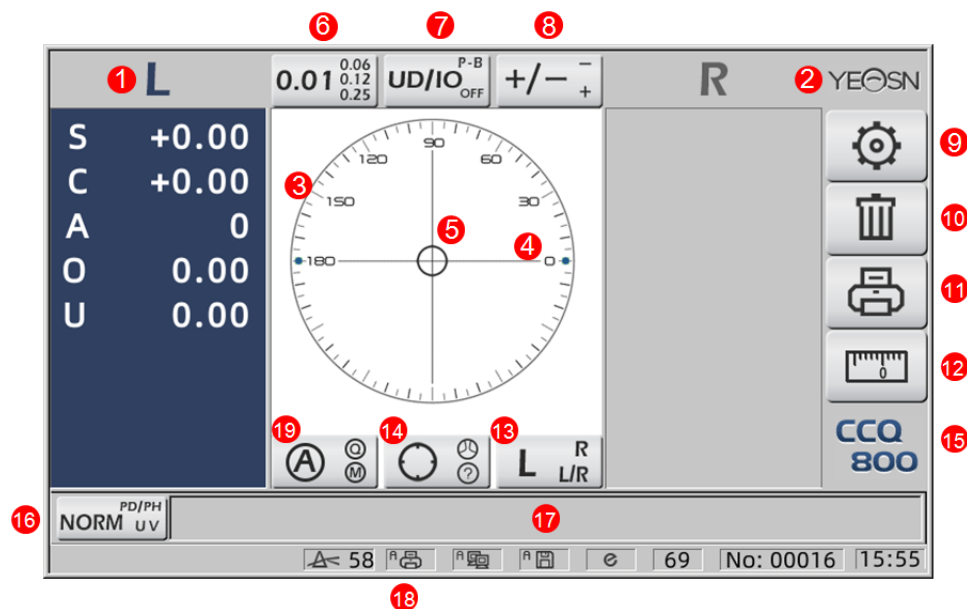 6 7 8
1 L 0.01 0.06 0.12 0.25 UD/IO P-B OFF +/- - + R 2 YEOSN
S +0.00
C +0.00
A 0
O 0.00
U 0.00
3 4 5
90
120 60
150 30
180 0
9
10
11
0
12
19 A Q M 14 ? 13 L R L/R
CCQ
800
15
16 NORM PD/PH UV 17
58 A A A e 69 No: 00016 15:55
18